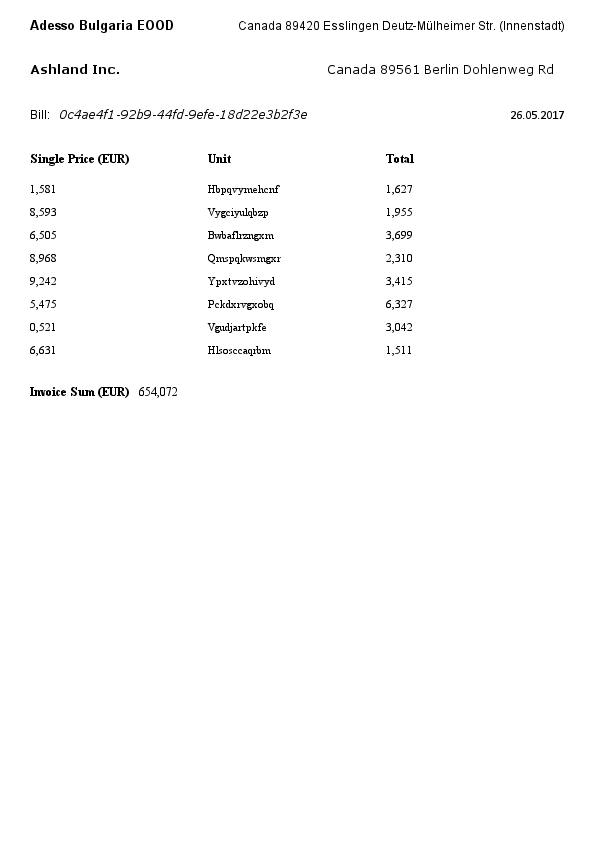 Adesso Bulgaria EOOD Canada 89420 Esslingen Deutz-Mülheimer Str. (Innenstadt)
Ashland Inc. Canada 89561 Berlin Dohlenweg Rd
Bill: 0c4ae4f1-92b9-44fd-9efe-18d22e3b2f3e 26.05.2017
Single Price (EUR) Unit Total
1,581 Hbpqvymehcnf 1,627
8,593 Vygciyulqbzp 1,955
6,505 Bwbaflrzngxm 3,699
8,968 Qmspqkwsmgxr 2,310
9,242 Ypxtvzohivyd 3,415
5,475 Pckdxrvgxobq 6,327
0,521 Vgudjartpkfe 3,042
6,631 Hlsosccaqrbm 1,511
Invoice Sum (EUR) 654,072